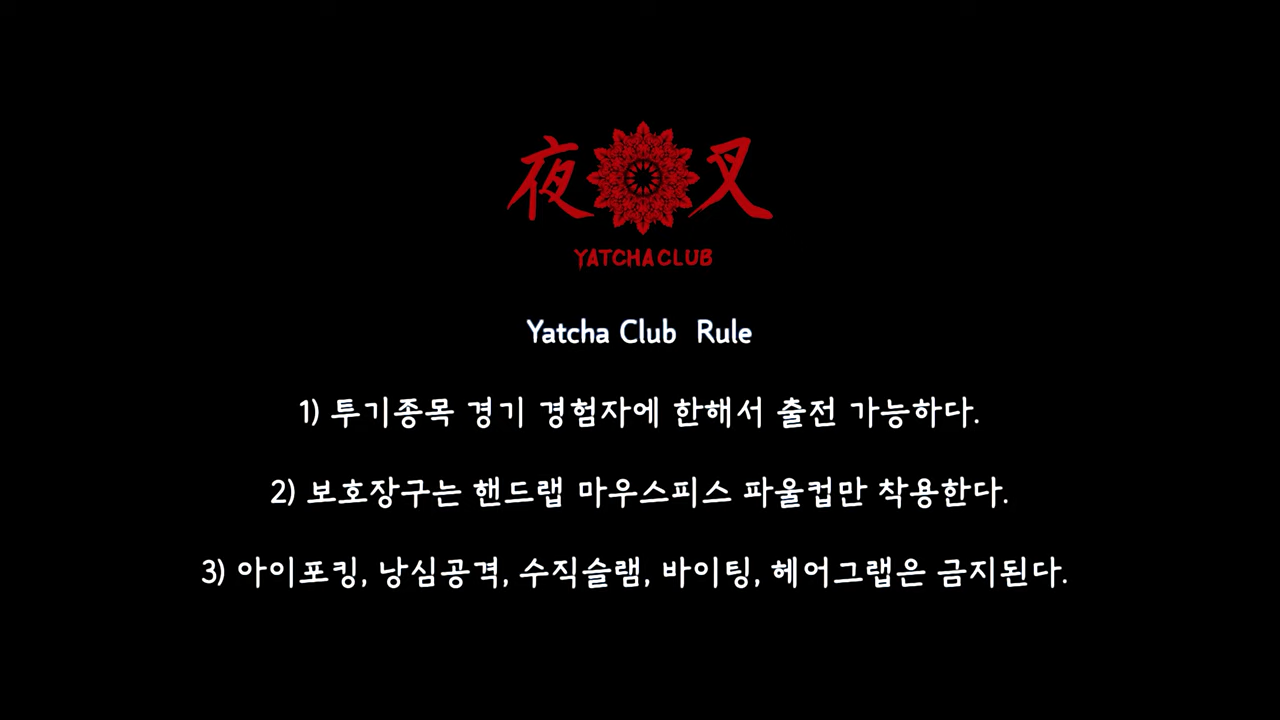 夜叉
YATCHA CLUB
Yatcha Club Rule
1) 투기종목 경기 경험자에 한해서 출전 가능하다.
2) 보호장구는 핸드랩 마우스피스 파울컵만 착용한다.
3) 아이포킹, 낭심공격, 수직슬램, 바이팅, 헤어그랩은 금지된다.